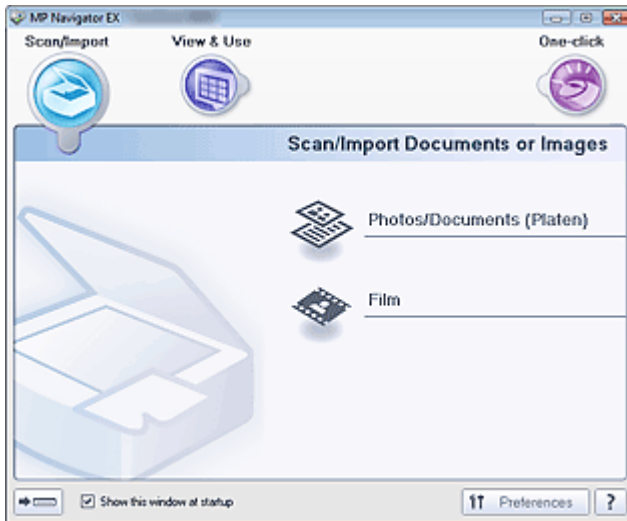 MP Navigator EX
Scan/Import
View & Use
One-click
Scan/Import Documents or Images
Photos/Documents (Platen)
Film
Show this window at startup
Preferences
?